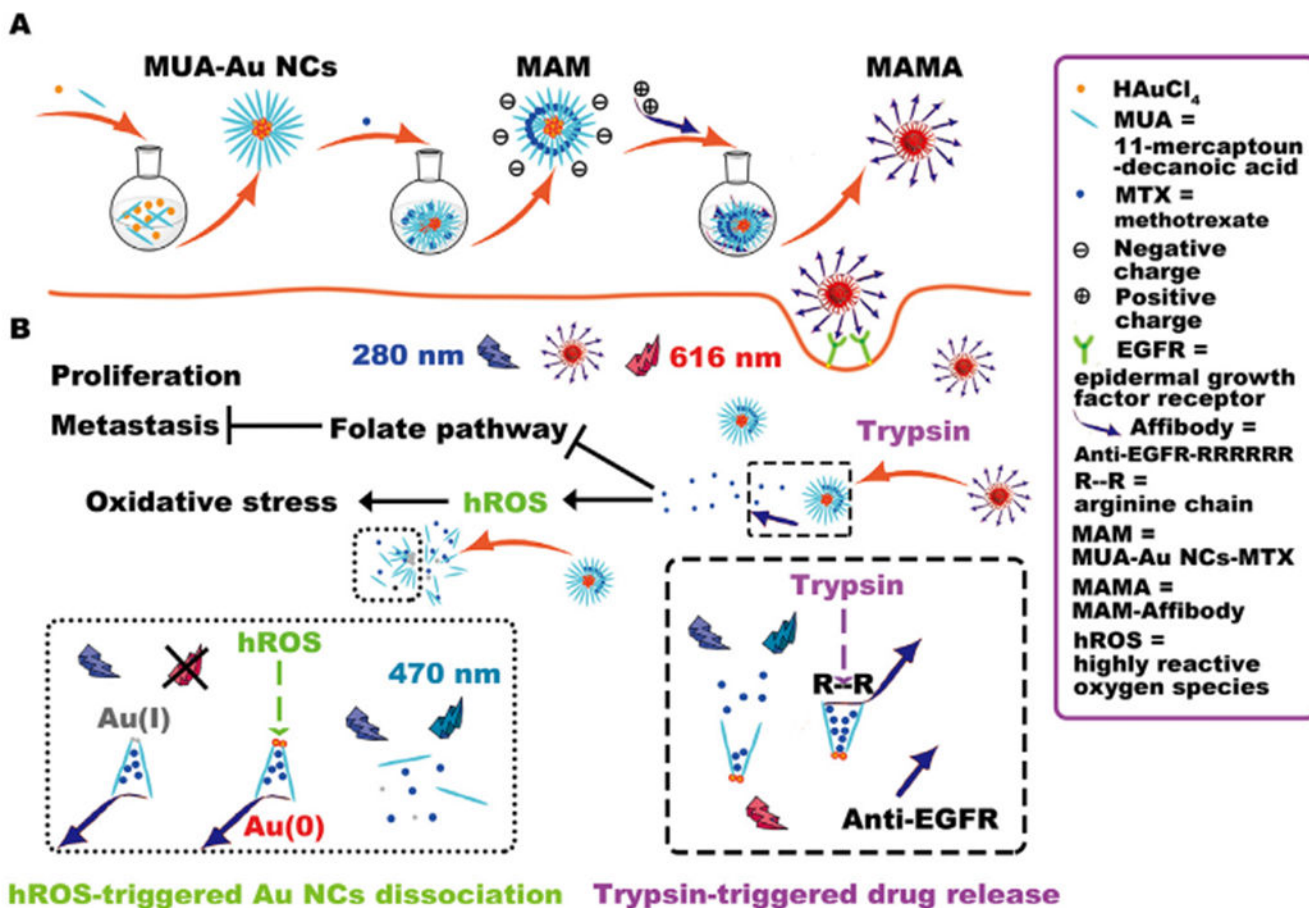 A
MUA-Au NCs
MAM
MAMA
HAuCl4
MUA =
11-mercaptoun
-decanoic acid
MTX =
methotrexate
Negative
charge
Positive
charge
EGFR =
epidermal growth
factor receptor
Affibody =
Anti-EGFR-RRRRRR
R--R =
arginine chain
MAM =
MUA-Au NCs-MTX
MAMA =
MAM-Affibody
hROS =
highly reactive
oxygen species
B
280 nm
616 nm
Proliferation
Metastasis
Folate pathway
Trypsin
Oxidative stress
hROS
hROS
470 nm
Au(I)
Au(0)
Trypsin
R--R
Anti-EGFR
hROS-triggered Au NCs dissociation
Trypsin-triggered drug release